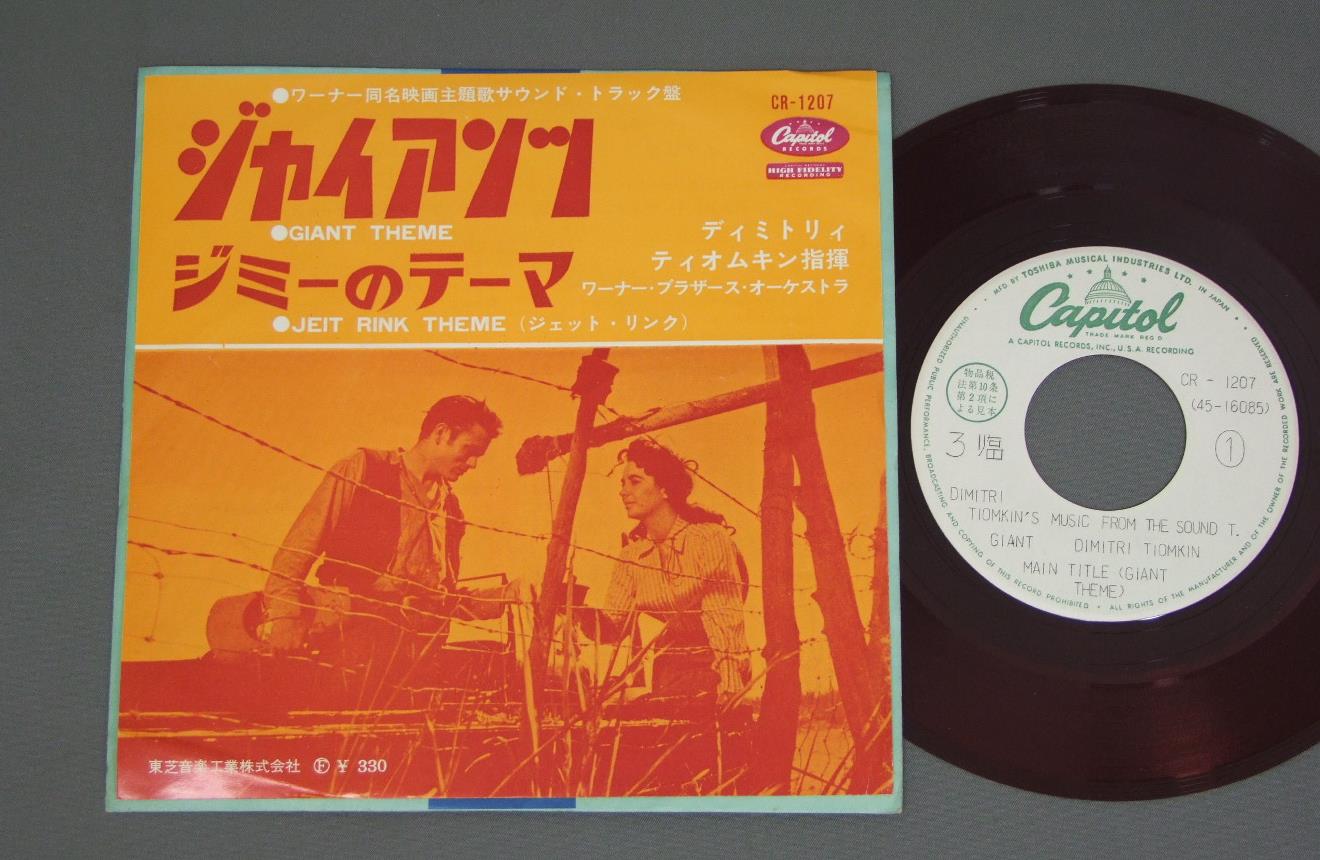 ●ワーナー同名映画主題歌サウンド・トラック盤
CR-1207
Capitol
RECORDS
CAPITOL RECORDS
HIGH FIDELITY
RECORDING
ジャイアンツ
●GIANT THEME
ディミトリィ
ティオムキン指揮
ワーナー・ブラザース・オーケストラ
ジミーのテーマ
●JEIT RINK THEME (ジェット・リンク)
東芝音楽工業株式会社 Ⓕ ¥ 330
• MFD BY TOSHIBA MUSICAL INDUSTRIES LTD. IN JAPAN •
Capitol
TRADE MARK REG'D
A CAPITOL RECORDS, INC., U.S.A. RECORDING
物品税
法第10条
第2項に
よる見本
CR - 1207
(45-16085)
3臨
①
DIMITRI
TIOMKIN'S MUSIC FROM THE SOUND T.
GIANT DIMITRI TIOMKIN
MAIN TITLE (GIANT
THEME)
UNAUTHORIZED PUBLIC PERFORMANCE, BROADCASTING AND COPYING OF THIS RECORD PROHIBITED • ALL RIGHTS OF THE MANUFACTURER AND OF THE OWNER OF THE RECORDED WORK ARE RESERVED